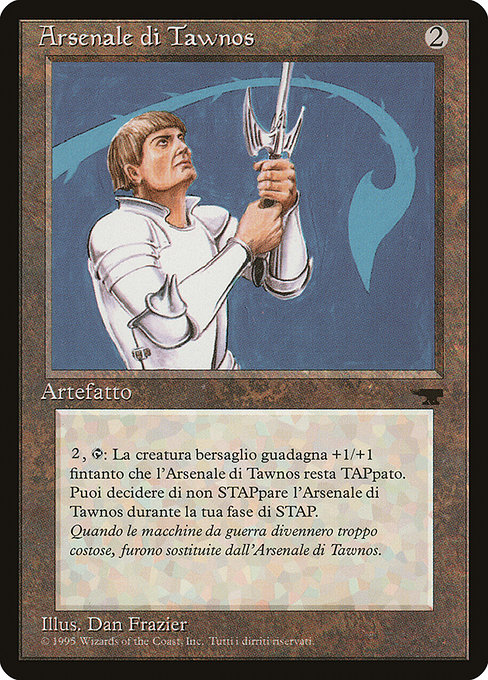 Arsenale di Tawnos 2
Artefatto
2, T: La creatura bersaglio guadagna +1/+1
fintanto che l'Arsenale di Tawnos resta TAPpato.
Puoi decidere di non STAPpare l'Arsenale di
Tawnos durante la tua fase di STAP.
Quando le macchine da guerra divennero troppo
costose, furono sostituite dall'Arsenale di Tawnos.
Illus. Dan Frazier
© 1995 Wizards of the Coast, Inc. Tutti i dirriti riservati.